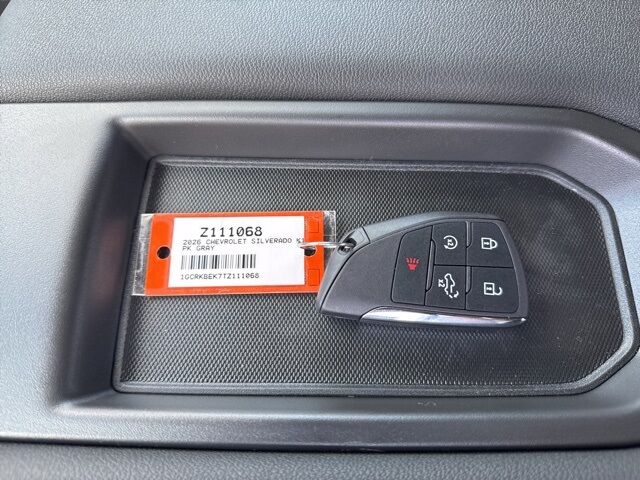 Z111068
2026 CHEVROLET SILVERADO
PK GRAY
1GCRKBEK7TZ111068